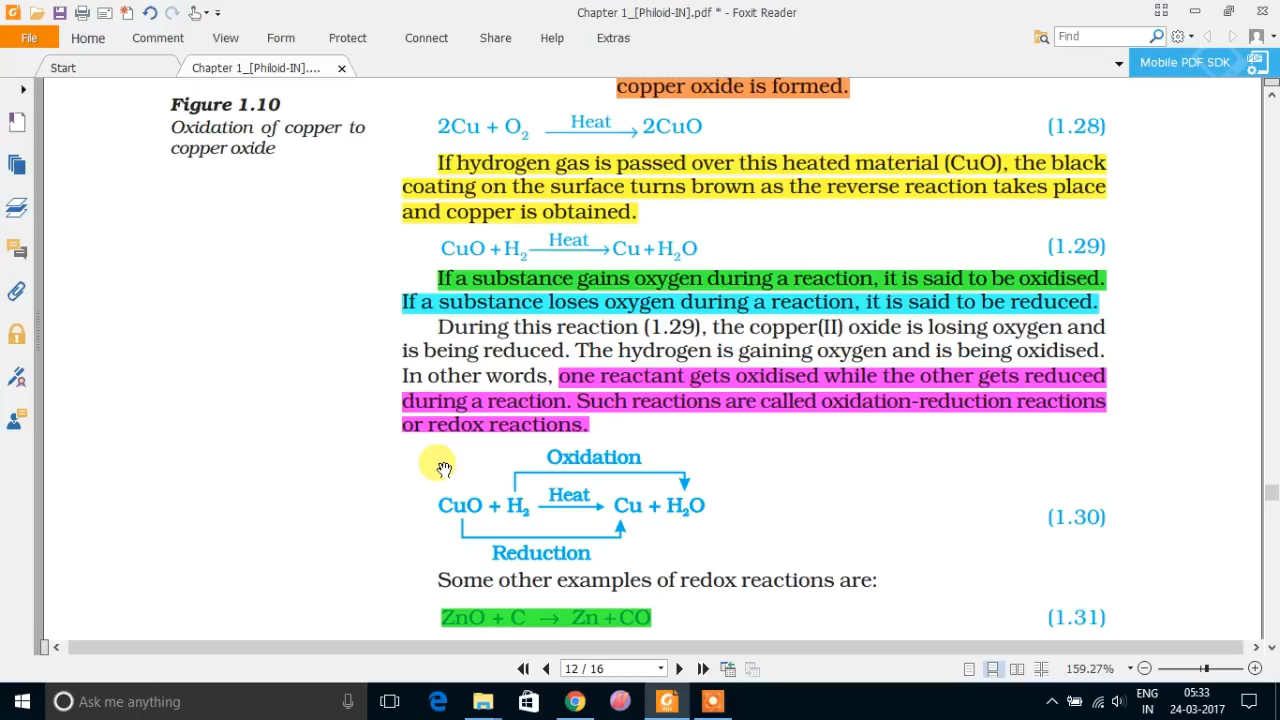 Chapter 1_[Philoid-IN].pdf * - Foxit Reader
File Home Comment View Form Protect Connect Share Help Extras
Find
Start
Chapter 1_[Philoid-IN]....
Mobile PDF SDK
copper oxide is formed.
Figure 1.10
Oxidation of copper to
copper oxide
Heat
2Cu + O₂ → 2CuO (1.28)
If hydrogen gas is passed over this heated material (CuO), the black
coating on the surface turns brown as the reverse reaction takes place
and copper is obtained.
Heat
CuO + H₂ → Cu + H₂O (1.29)
If a substance gains oxygen during a reaction, it is said to be oxidised.
If a substance loses oxygen during a reaction, it is said to be reduced.
During this reaction (1.29), the copper(II) oxide is losing oxygen and
is being reduced. The hydrogen is gaining oxygen and is being oxidised.
In other words, one reactant gets oxidised while the other gets reduced
during a reaction. Such reactions are called oxidation-reduction reactions
or redox reactions.
Oxidation
Heat
CuO + H₂ → Cu + H₂O (1.30)
Reduction
Some other examples of redox reactions are:
ZnO + C → Zn + CO (1.31)
12 / 16
159.27%
Ask me anything
ENG
IN
05:33
24-03-2017